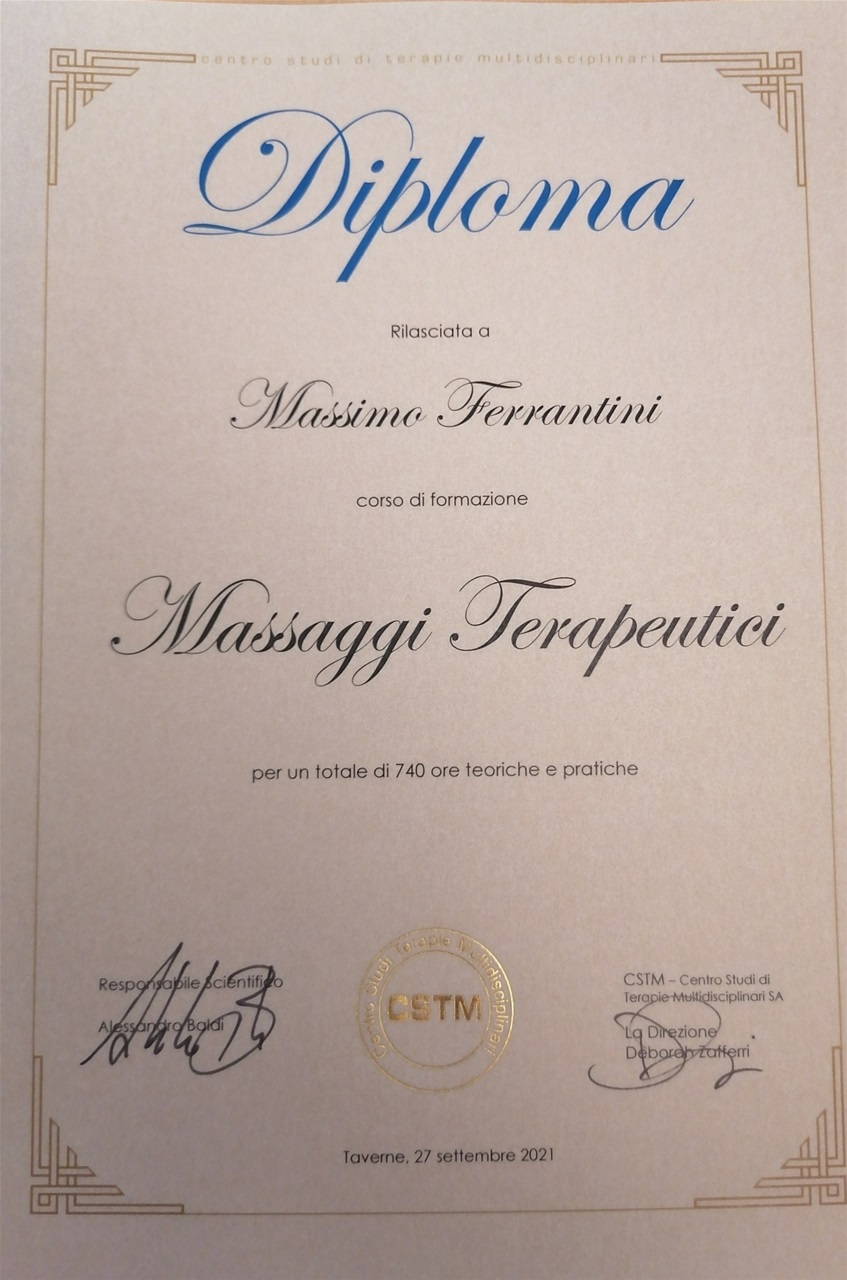 centro studi di terapie multidisciplinari
Diploma
Rilasciata a
Massimo Ferrantini
corso di formazione
Massaggi Terapeutici
per un totale di 740 ore teoriche e pratiche
Responsabile Scientifico
Alessandro Baldi
Centro Studi Terapie Multidisciplinari
CSTM
CSTM – Centro Studi di
Terapie Multidisciplinari SA
La Direzione
Deborah Zafferri
Taverne, 27 settembre 2021